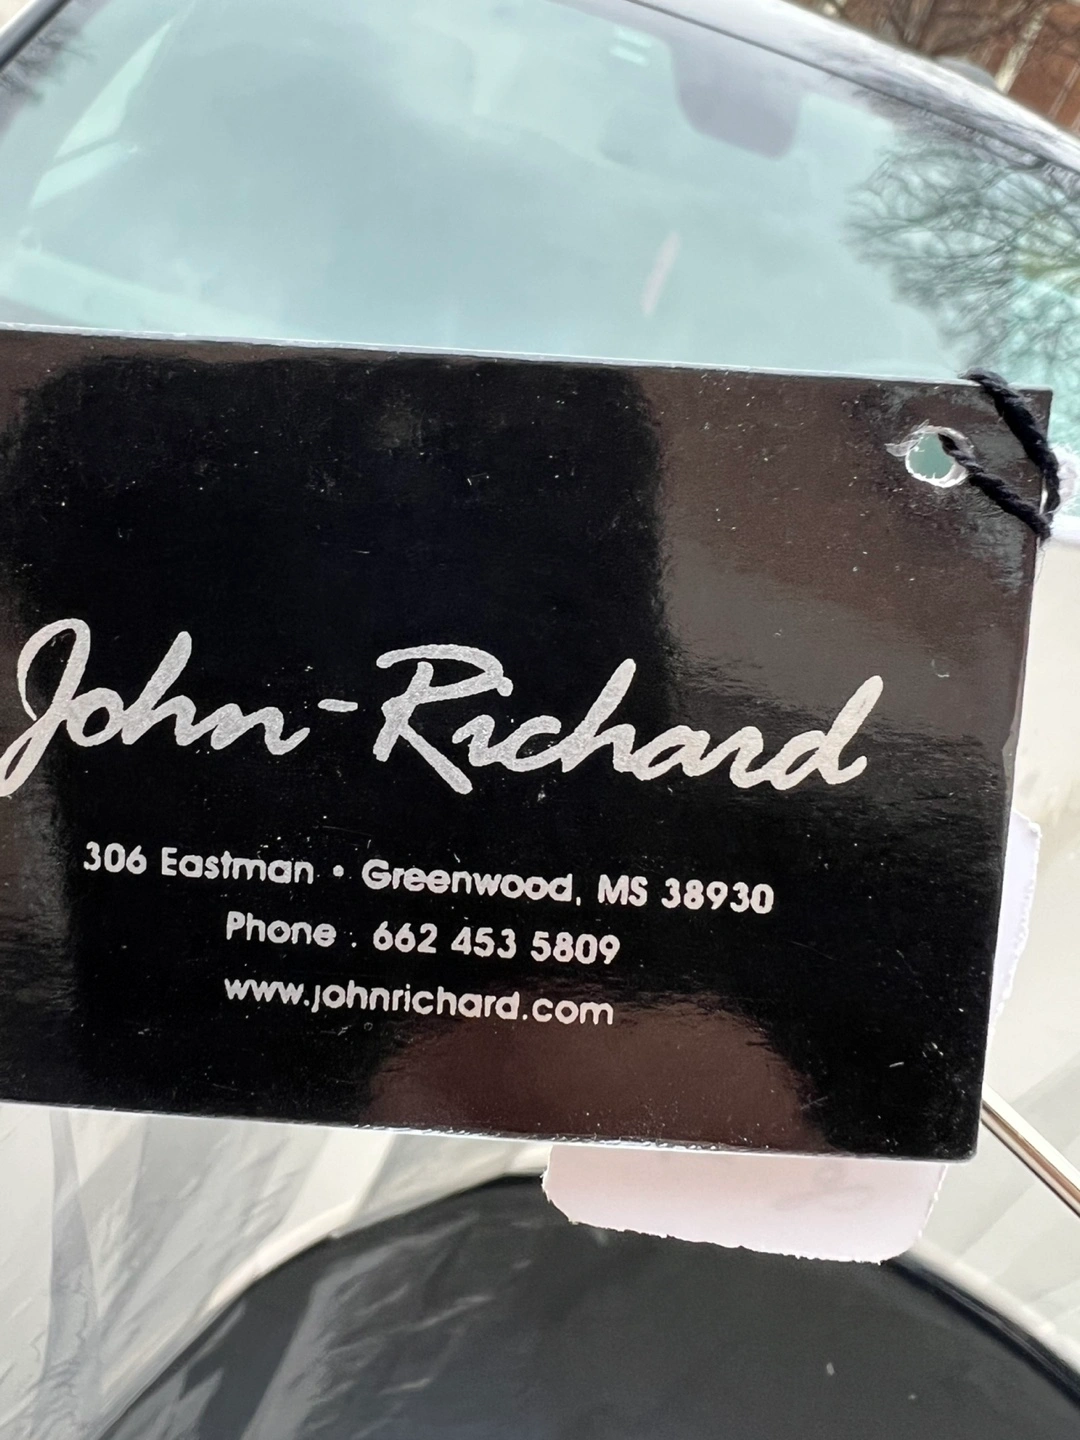 John-Richard
306 Eastman • Greenwood, MS 38930
Phone . 662 453 5809
www.johnrichard.com